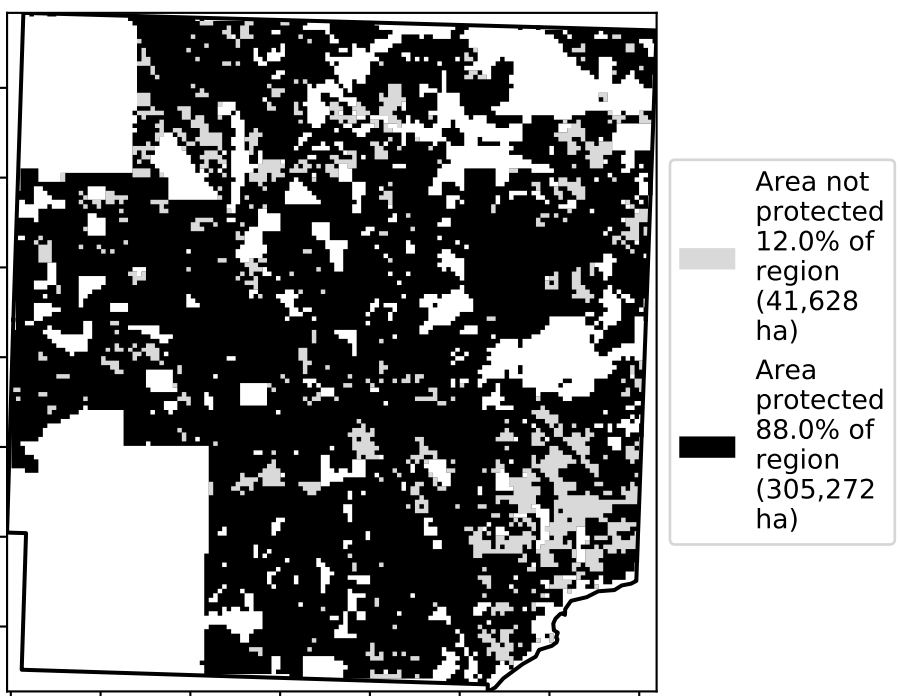 Area not
protected
12.0% of
region
(41,628
ha)
Area
protected
88.0% of
region
(305,272
ha)